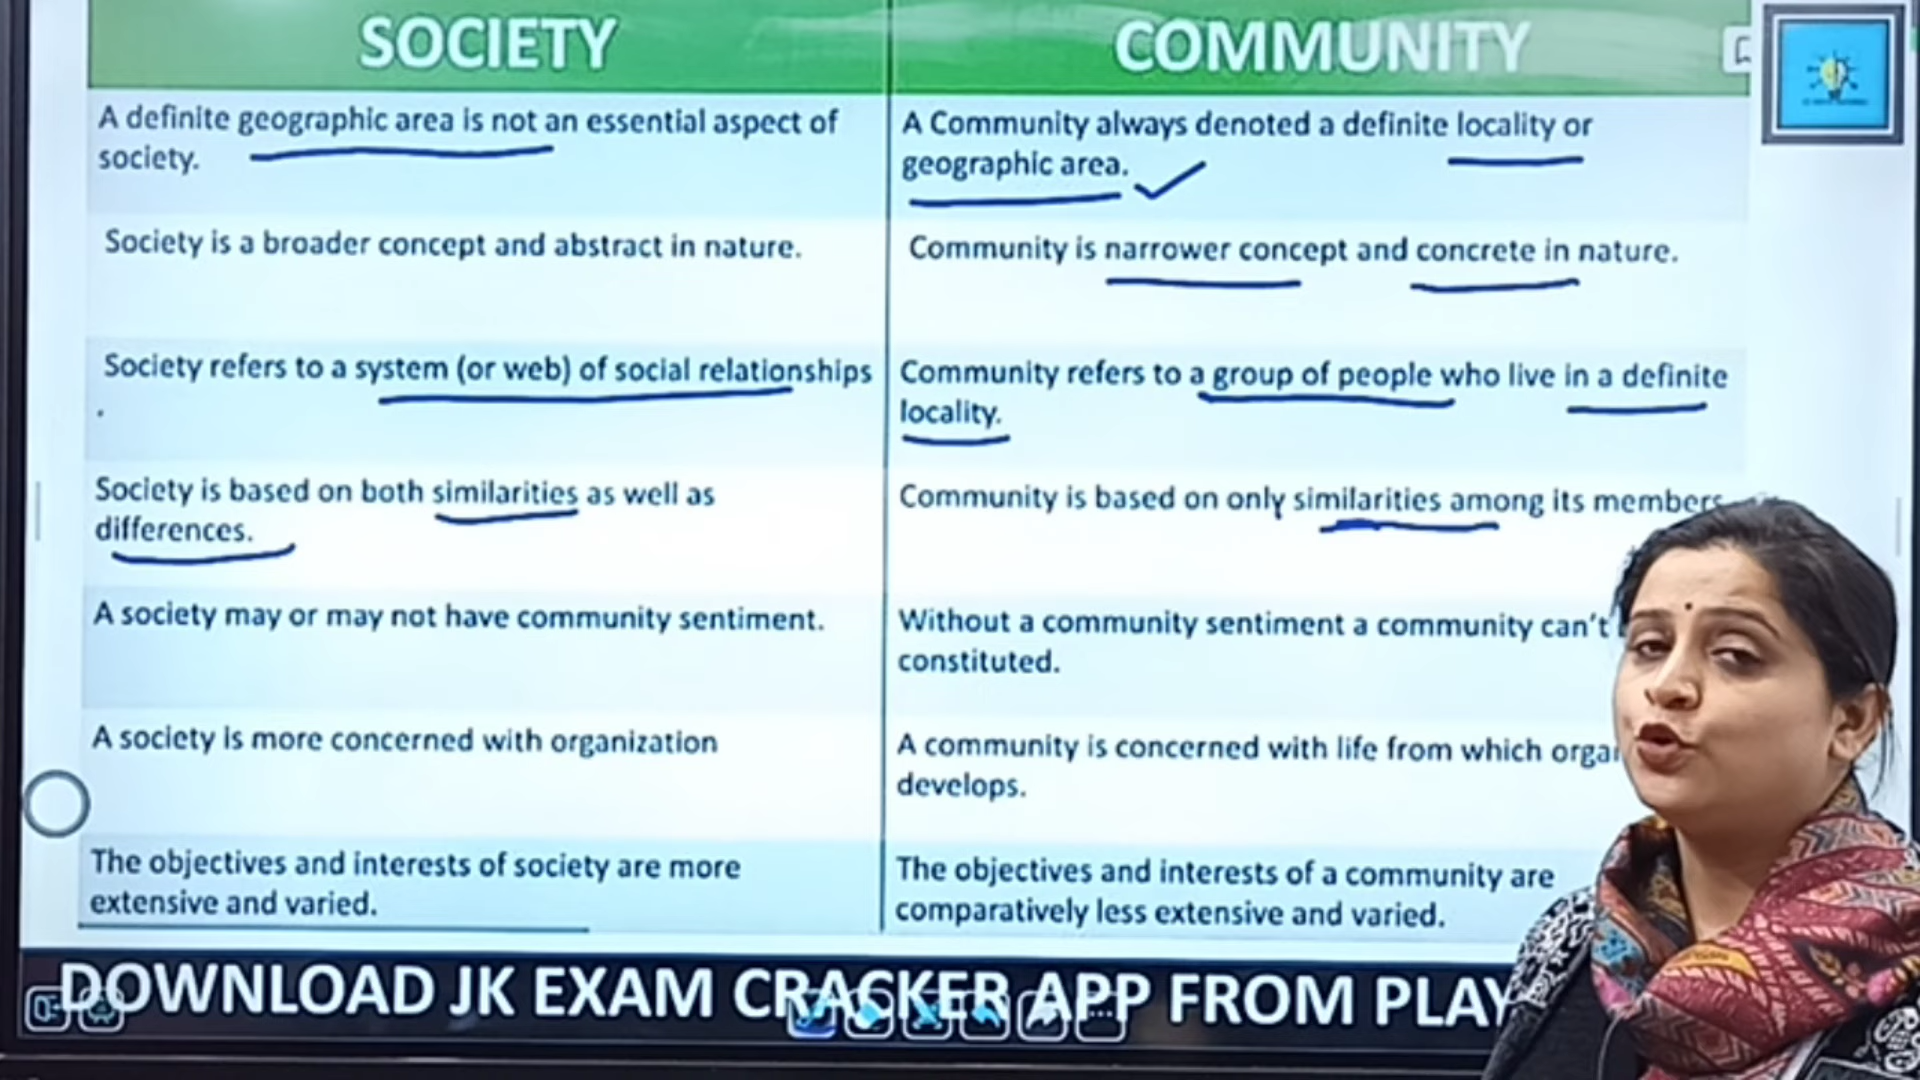 SOCIETY
COMMUNITY
A definite geographic area is not an essential aspect of
society.
A Community always denoted a definite locality or
geographic area.
Society is a broader concept and abstract in nature.
Community is narrower concept and concrete in nature.
Society refers to a system (or web) of social relationships
.
Community refers to a group of people who live in a definite
locality.
Society is based on both similarities as well as
differences.
Community is based on only similarities among its members
A society may or may not have community sentiment.
Without a community sentiment a community can't
constituted.
A society is more concerned with organization
A community is concerned with life from which
develops.
The objectives and interests of society are more
extensive and varied.
The objectives and interests of a community are
comparatively less extensive and varied.
DOWNLOAD JK EXAM CRACKER APP FROM PLAY